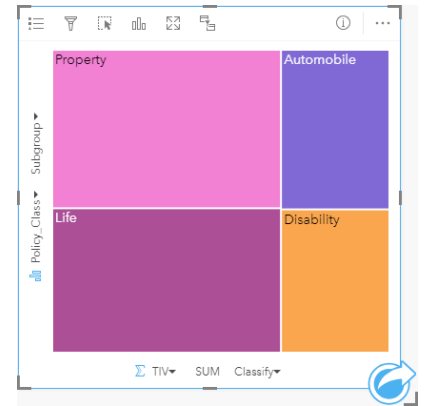 Property
Automobile
Life
Disability
Subgroup
Policy_Class
Σ TIV
SUM
Classify